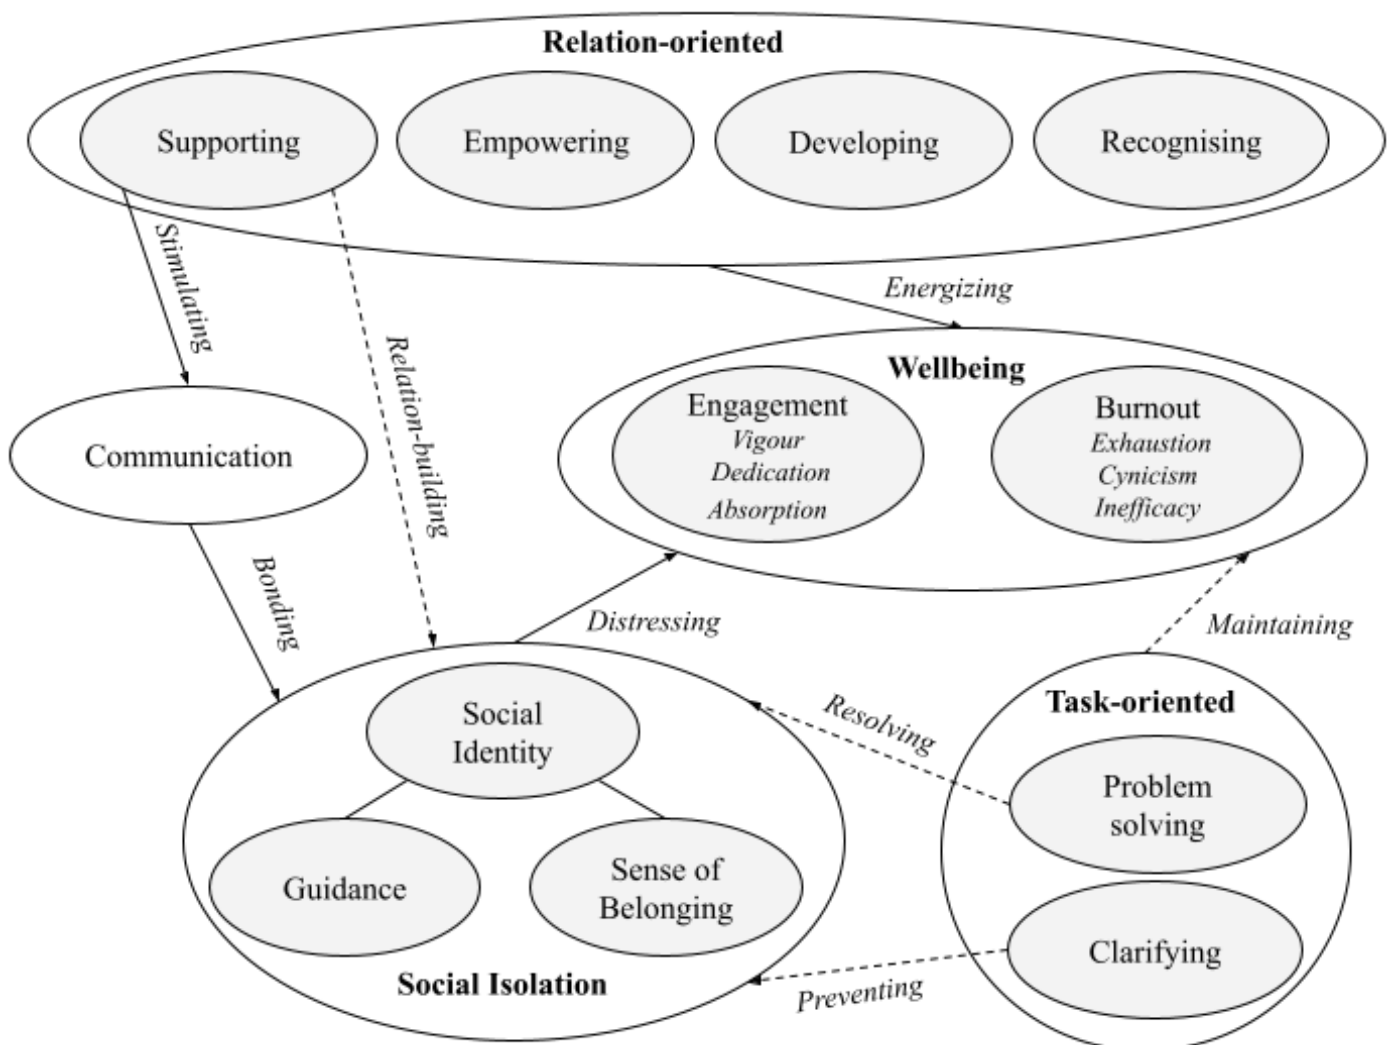 Relation-oriented
Supporting
Empowering
Developing
Recognising
Stimulating
Relation-building
Energizing
Wellbeing
Engagement
Vigour
Dedication
Absorption
Burnout
Exhaustion
Cynicism
Inefficacy
Communication
Bonding
Distressing
Maintaining
Social
Identity
Guidance
Sense of
Belonging
Social Isolation
Resolving
Preventing
Task-oriented
Problem
solving
Clarifying